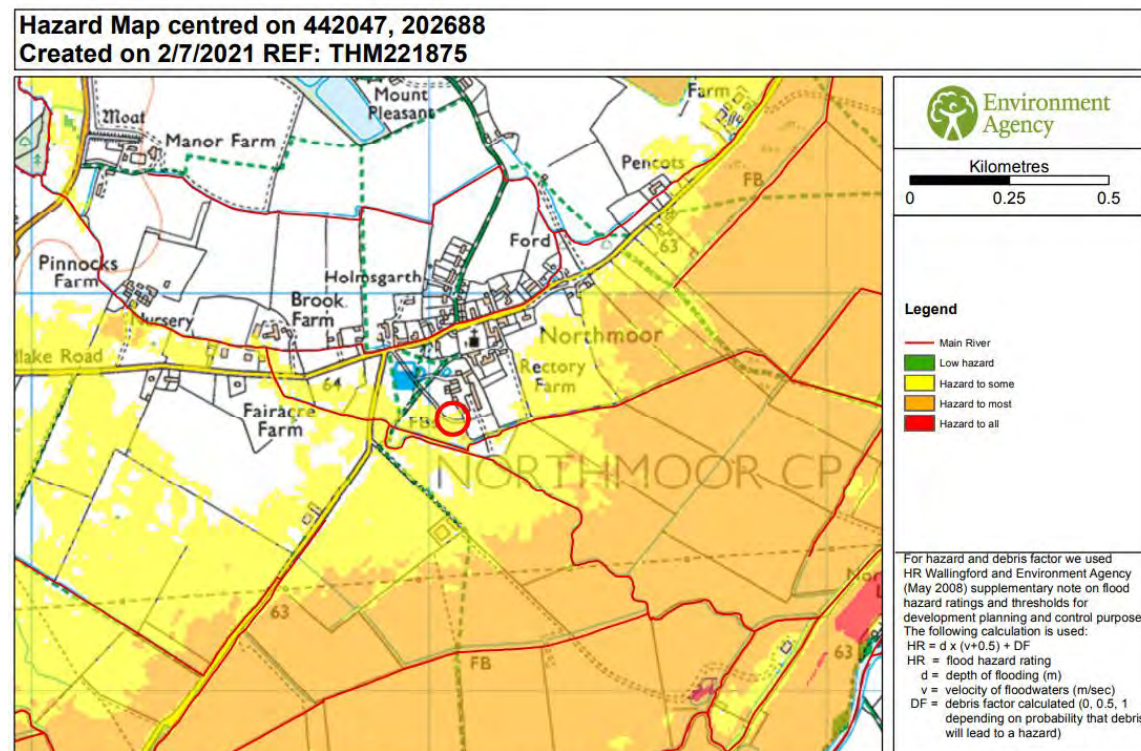 Hazard Map centred on 442047, 202688
Created on 2/7/2021 REF: THM221875
Mount
Pleasant
Farm
Moat
Manor Farm
Pencots
FB
63
Ford
Pinnocks
Farm
Holmsgarth
Brook
Farm
Nursery
Northmoor
dlake Road
Rectory
Farm
64
Fairacre
Farm
FBs
NORTHMOOR CP
63
FB
63
Environment
Agency
Kilometres
0 0.25 0.5
Legend
Main River
Low hazard
Hazard to some
Hazard to most
Hazard to all
For hazard and debris factor we used
HR Wallingford and Environment Agency
(May 2008) supplementary note on flood
hazard ratings and thresholds for
development planning and control purpose
The following calculation is used:
HR = d x (v+0.5) + DF
HR = flood hazard rating
d = depth of flooding (m)
v = velocity of floodwaters (m/sec)
DF = debris factor calculated (0, 0.5, 1
depending on probability that debris
will lead to a hazard)